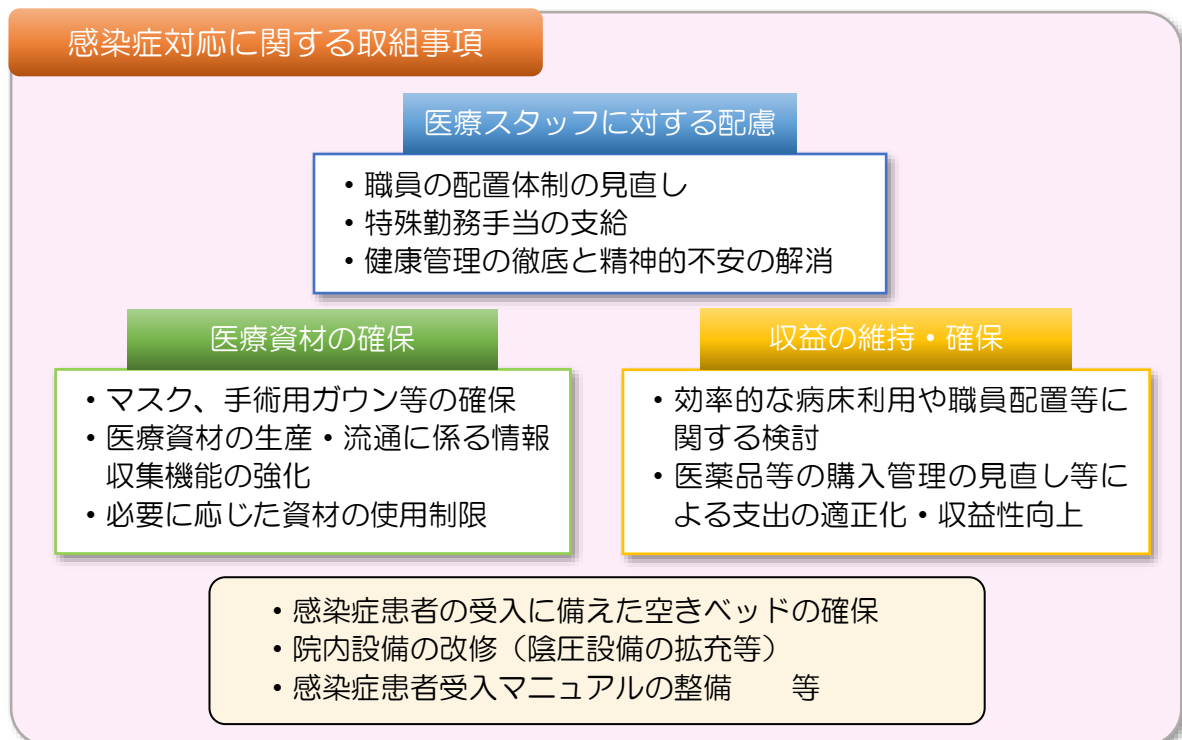 感染症対応に関する取組事項
医療スタッフに対する配慮
・職員の配置体制の見直し
・特殊勤務手当の支給
・健康管理の徹底と精神的不安の解消
医療資材の確保
・マスク、手術用ガウン等の確保
・医療資材の生産・流通に係る情報
収集機能の強化
・必要に応じた資材の使用制限
収益の維持・確保
・効率的な病床利用や職員配置等に
関する検討
・医薬品等の購入管理の見直し等に
よる支出の適正化・収益性向上
・感染症患者の受入に備えた空きベッドの確保
・院内設備の改修（陰圧設備の拡充等）
・感染症患者受入マニュアルの整備　　等